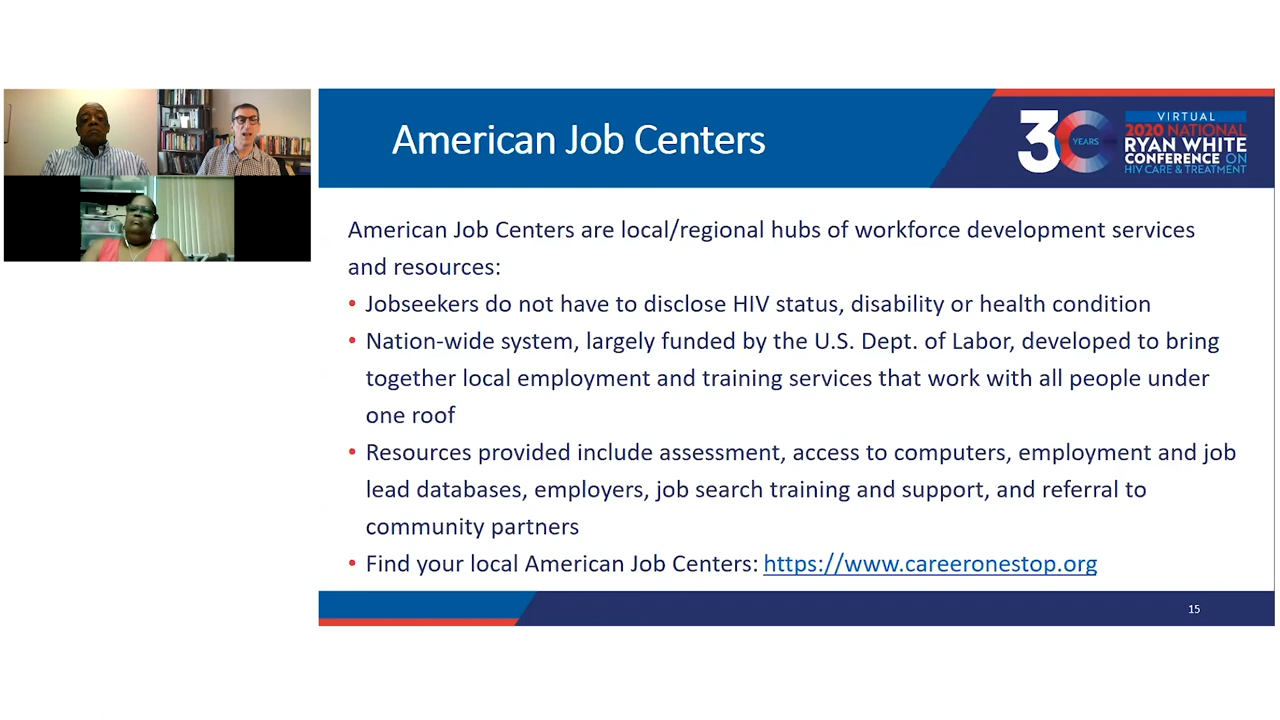 American Job Centers
30 YEARS
VIRTUAL
2020 NATIONAL
RYAN WHITE
CONFERENCE ON
HIV CARE & TREATMENT
American Job Centers are local/regional hubs of workforce development services
and resources:
• Jobseekers do not have to disclose HIV status, disability or health condition
• Nation-wide system, largely funded by the U.S. Dept. of Labor, developed to bring
together local employment and training services that work with all people under
one roof
• Resources provided include assessment, access to computers, employment and job
lead databases, employers, job search training and support, and referral to
community partners
• Find your local American Job Centers: https://www.careeronestop.org
15